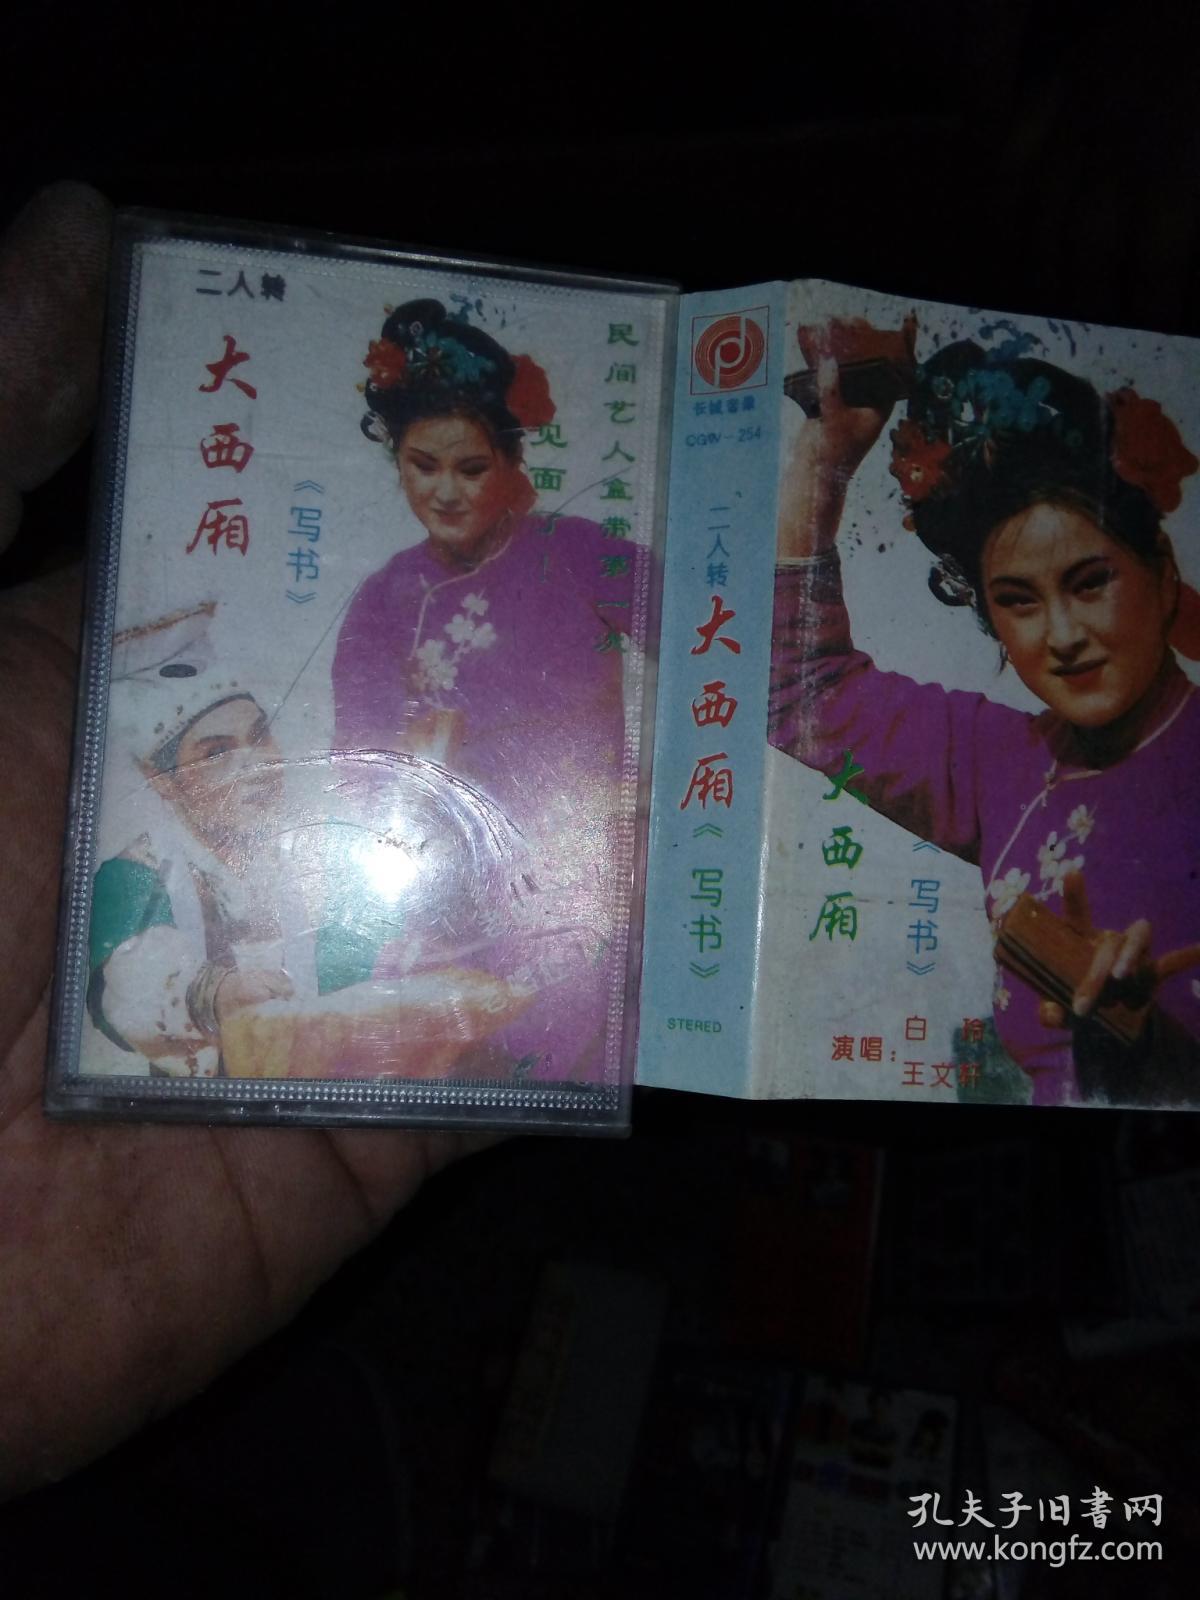 二人转
大西厢
《写书》
民间艺人盒带第一次
见面了！
长城音像
CGW-254
二人转
大西厢
《写书》
STERED
大西厢
《写书》
演唱：
白玲
王文轩
孔夫子旧書网
www.kongfz.com